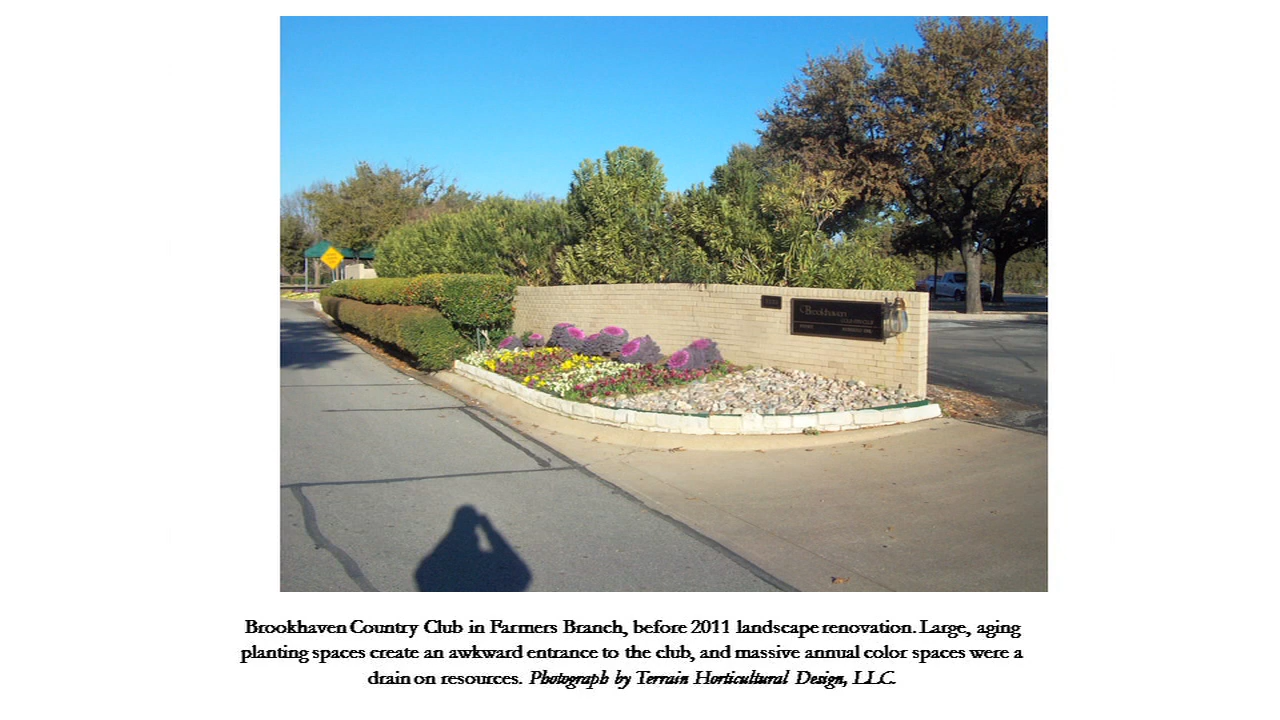 Brookhaven
Brookhaven Country Club in Farmers Branch, before 2011 landscape renovation. Large, aging
planting spaces create an awkward entrance to the club, and massive annual color spaces were a
drain on resources. Photograph by Terrain Horticultural Design, LLC.